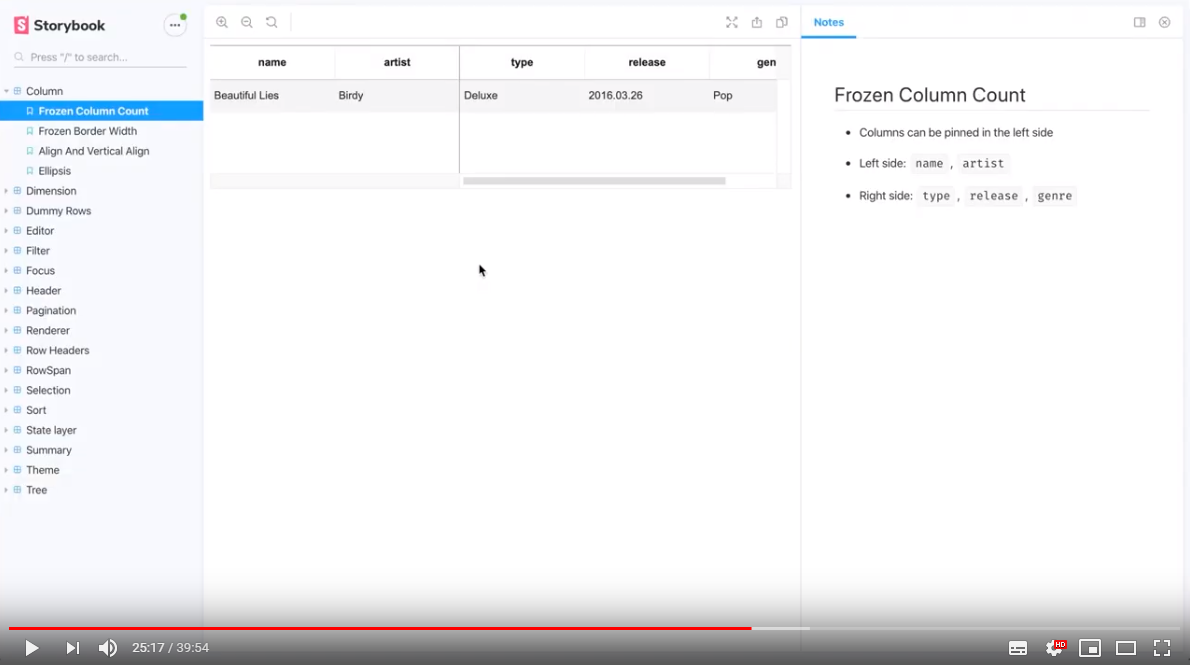 Storybook
Press "/" to search...
Column
Frozen Column Count
Frozen Border Width
Align And Vertical Align
Ellipsis
Dimension
Dummy Rows
Editor
Filter
Focus
Header
Pagination
Renderer
Row Headers
RowSpan
Selection
Sort
State layer
Summary
Theme
Tree
name artist type release gen
Beautiful Lies Birdy Deluxe 2016.03.26 Pop
Notes
Frozen Column Count
Columns can be pinned in the left side
Left side: name , artist
Right side: type , release , genre
25:17 / 39:54
HD